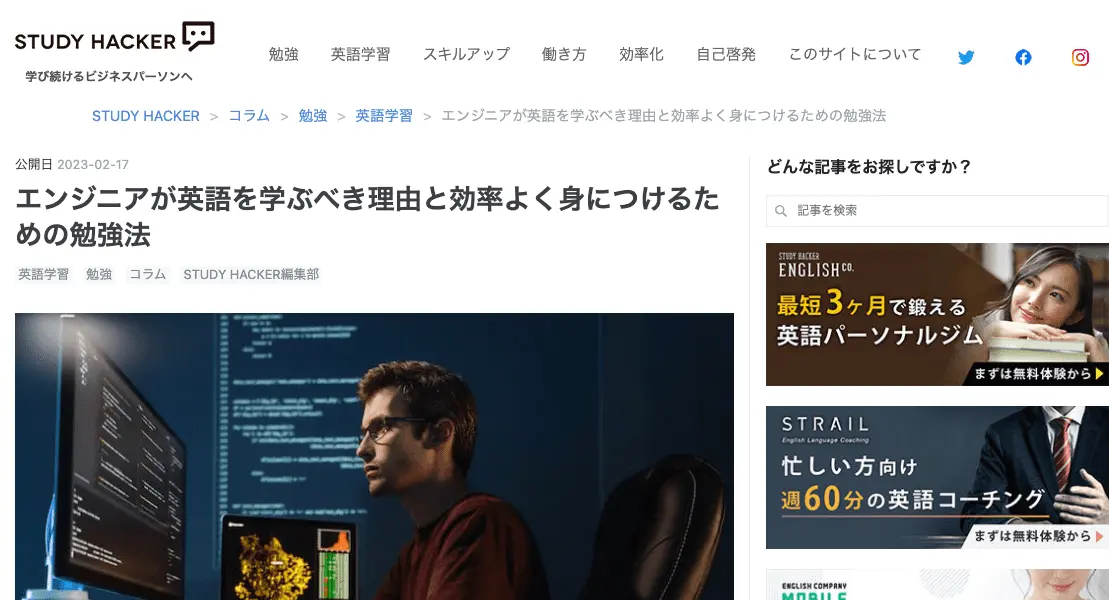 STUDY HACKER
学び続けるビジネスパーソンへ
勉強 英語学習 スキルアップ 働き方 効率化 自己啓発 このサイトについて
STUDY HACKER > コラム > 勉強 > 英語学習 > エンジニアが英語を学ぶべき理由と効率よく身につけるための勉強法
公開日 2023-02-17
エンジニアが英語を学ぶべき理由と効率よく身につけるた
めの勉強法
英語学習 勉強 コラム STUDY HACKER編集部
どんな記事をお探しですか？
記事を検索
STUDY HACKER
ENGLISH CO.
最短3ヶ月で鍛える
英語パーソナルジム
まずは無料体験から
STRAIL
English Language Coaching
忙しい方向け
週60分の英語コーチング
まずは無料体験から
ENGLISH COMPANY
MOBILE